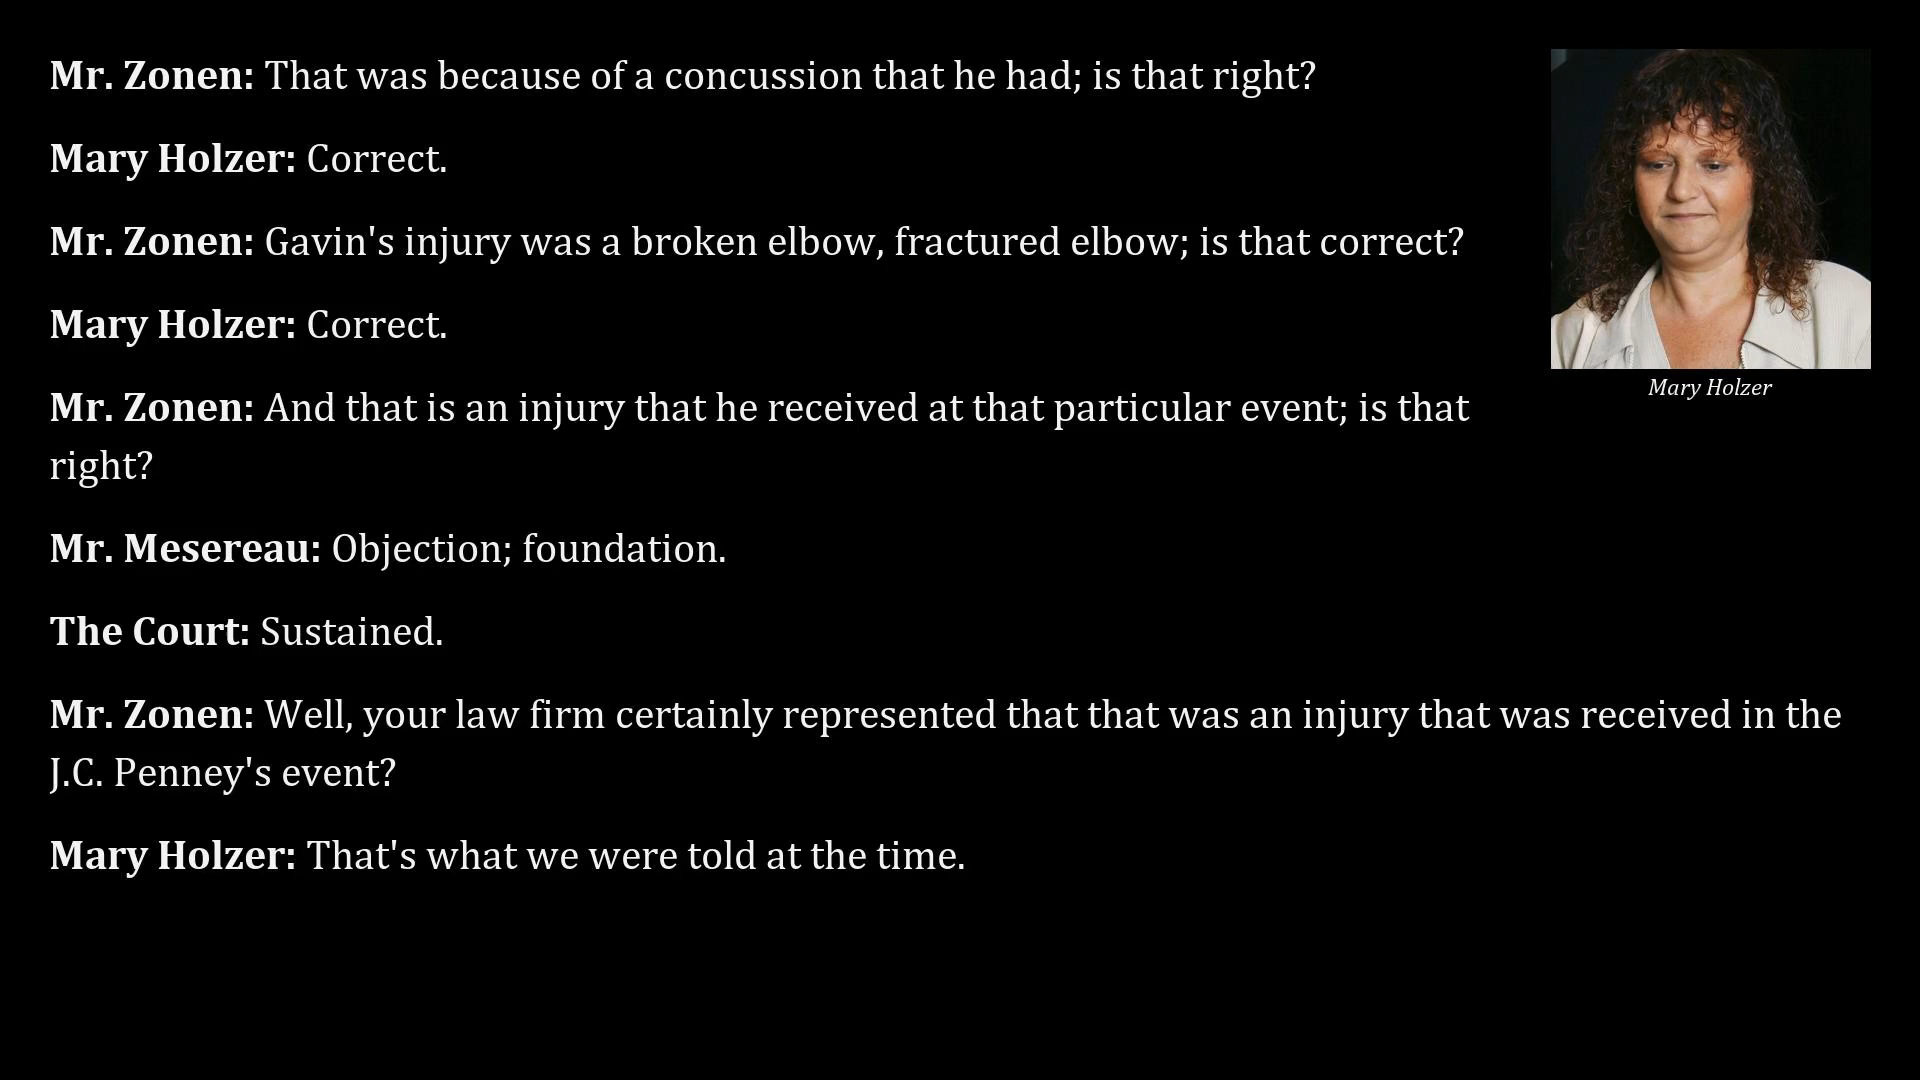 Mr. Zonen: That was because of a concussion that he had; is that right?
Mary Holzer: Correct.
Mr. Zonen: Gavin's injury was a broken elbow, fractured elbow; is that correct?
Mary Holzer: Correct.
Mr. Zonen: And that is an injury that he received at that particular event; is that
right?
Mary Holzer
Mr. Mesereau: Objection; foundation.
The Court: Sustained.
Mr. Zonen: Well, your law firm certainly represented that that was an injury that was received in the
J.C. Penney's event?
Mary Holzer: That's what we were told at the time.